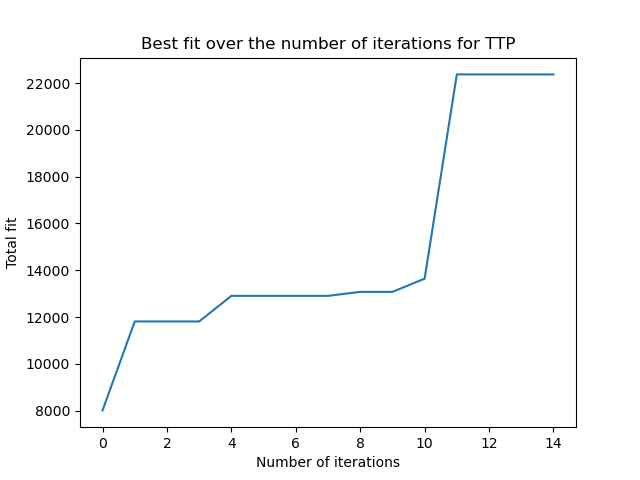 Best fit over the number of iterations for TTP
22000
20000
18000
16000
14000
12000
10000
8000
Total fit
0 2 4 6 8 10 12 14
Number of iterations